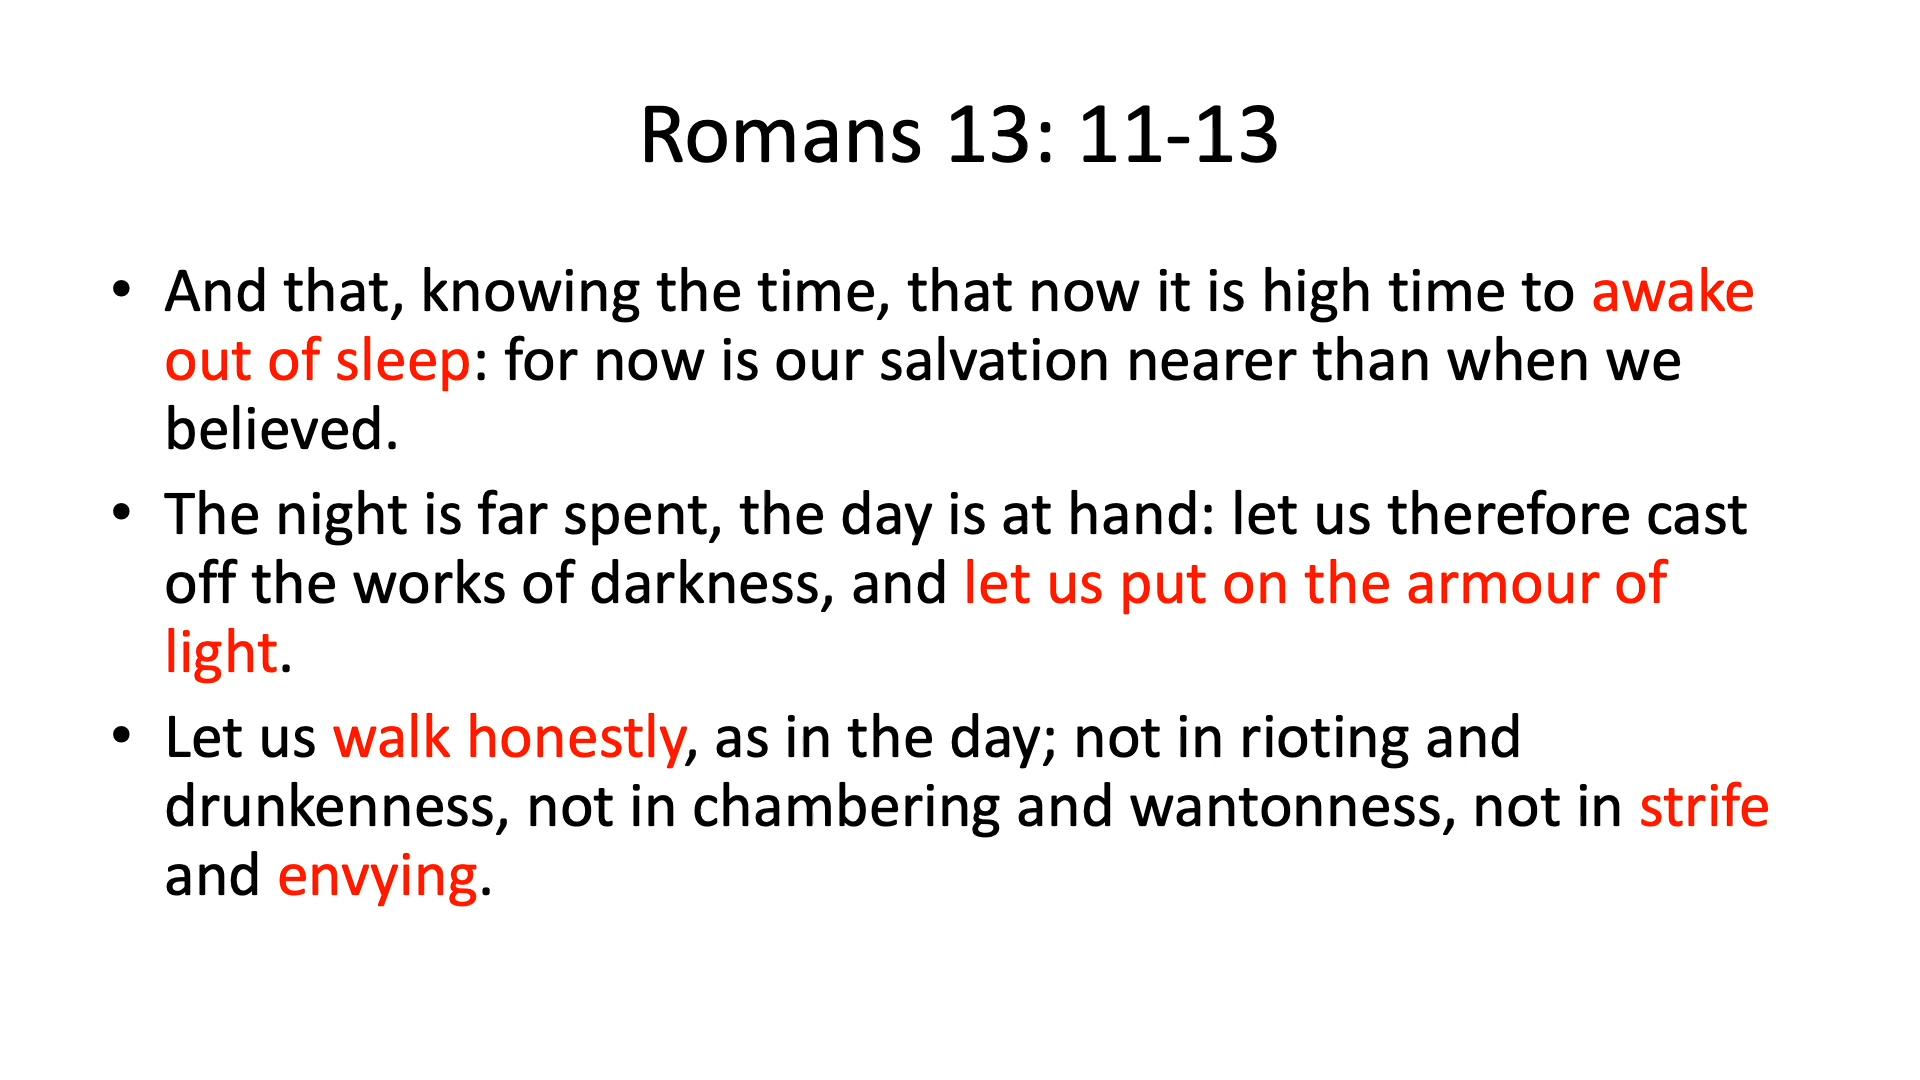 Romans 13: 11-13
• And that, knowing the time, that now it is high time to awake
out of sleep: for now is our salvation nearer than when we
believed.
• The night is far spent, the day is at hand: let us therefore cast
off the works of darkness, and let us put on the armour of
light.
• Let us walk honestly, as in the day; not in rioting and
drunkenness, not in chambering and wantonness, not in strife
and envying.